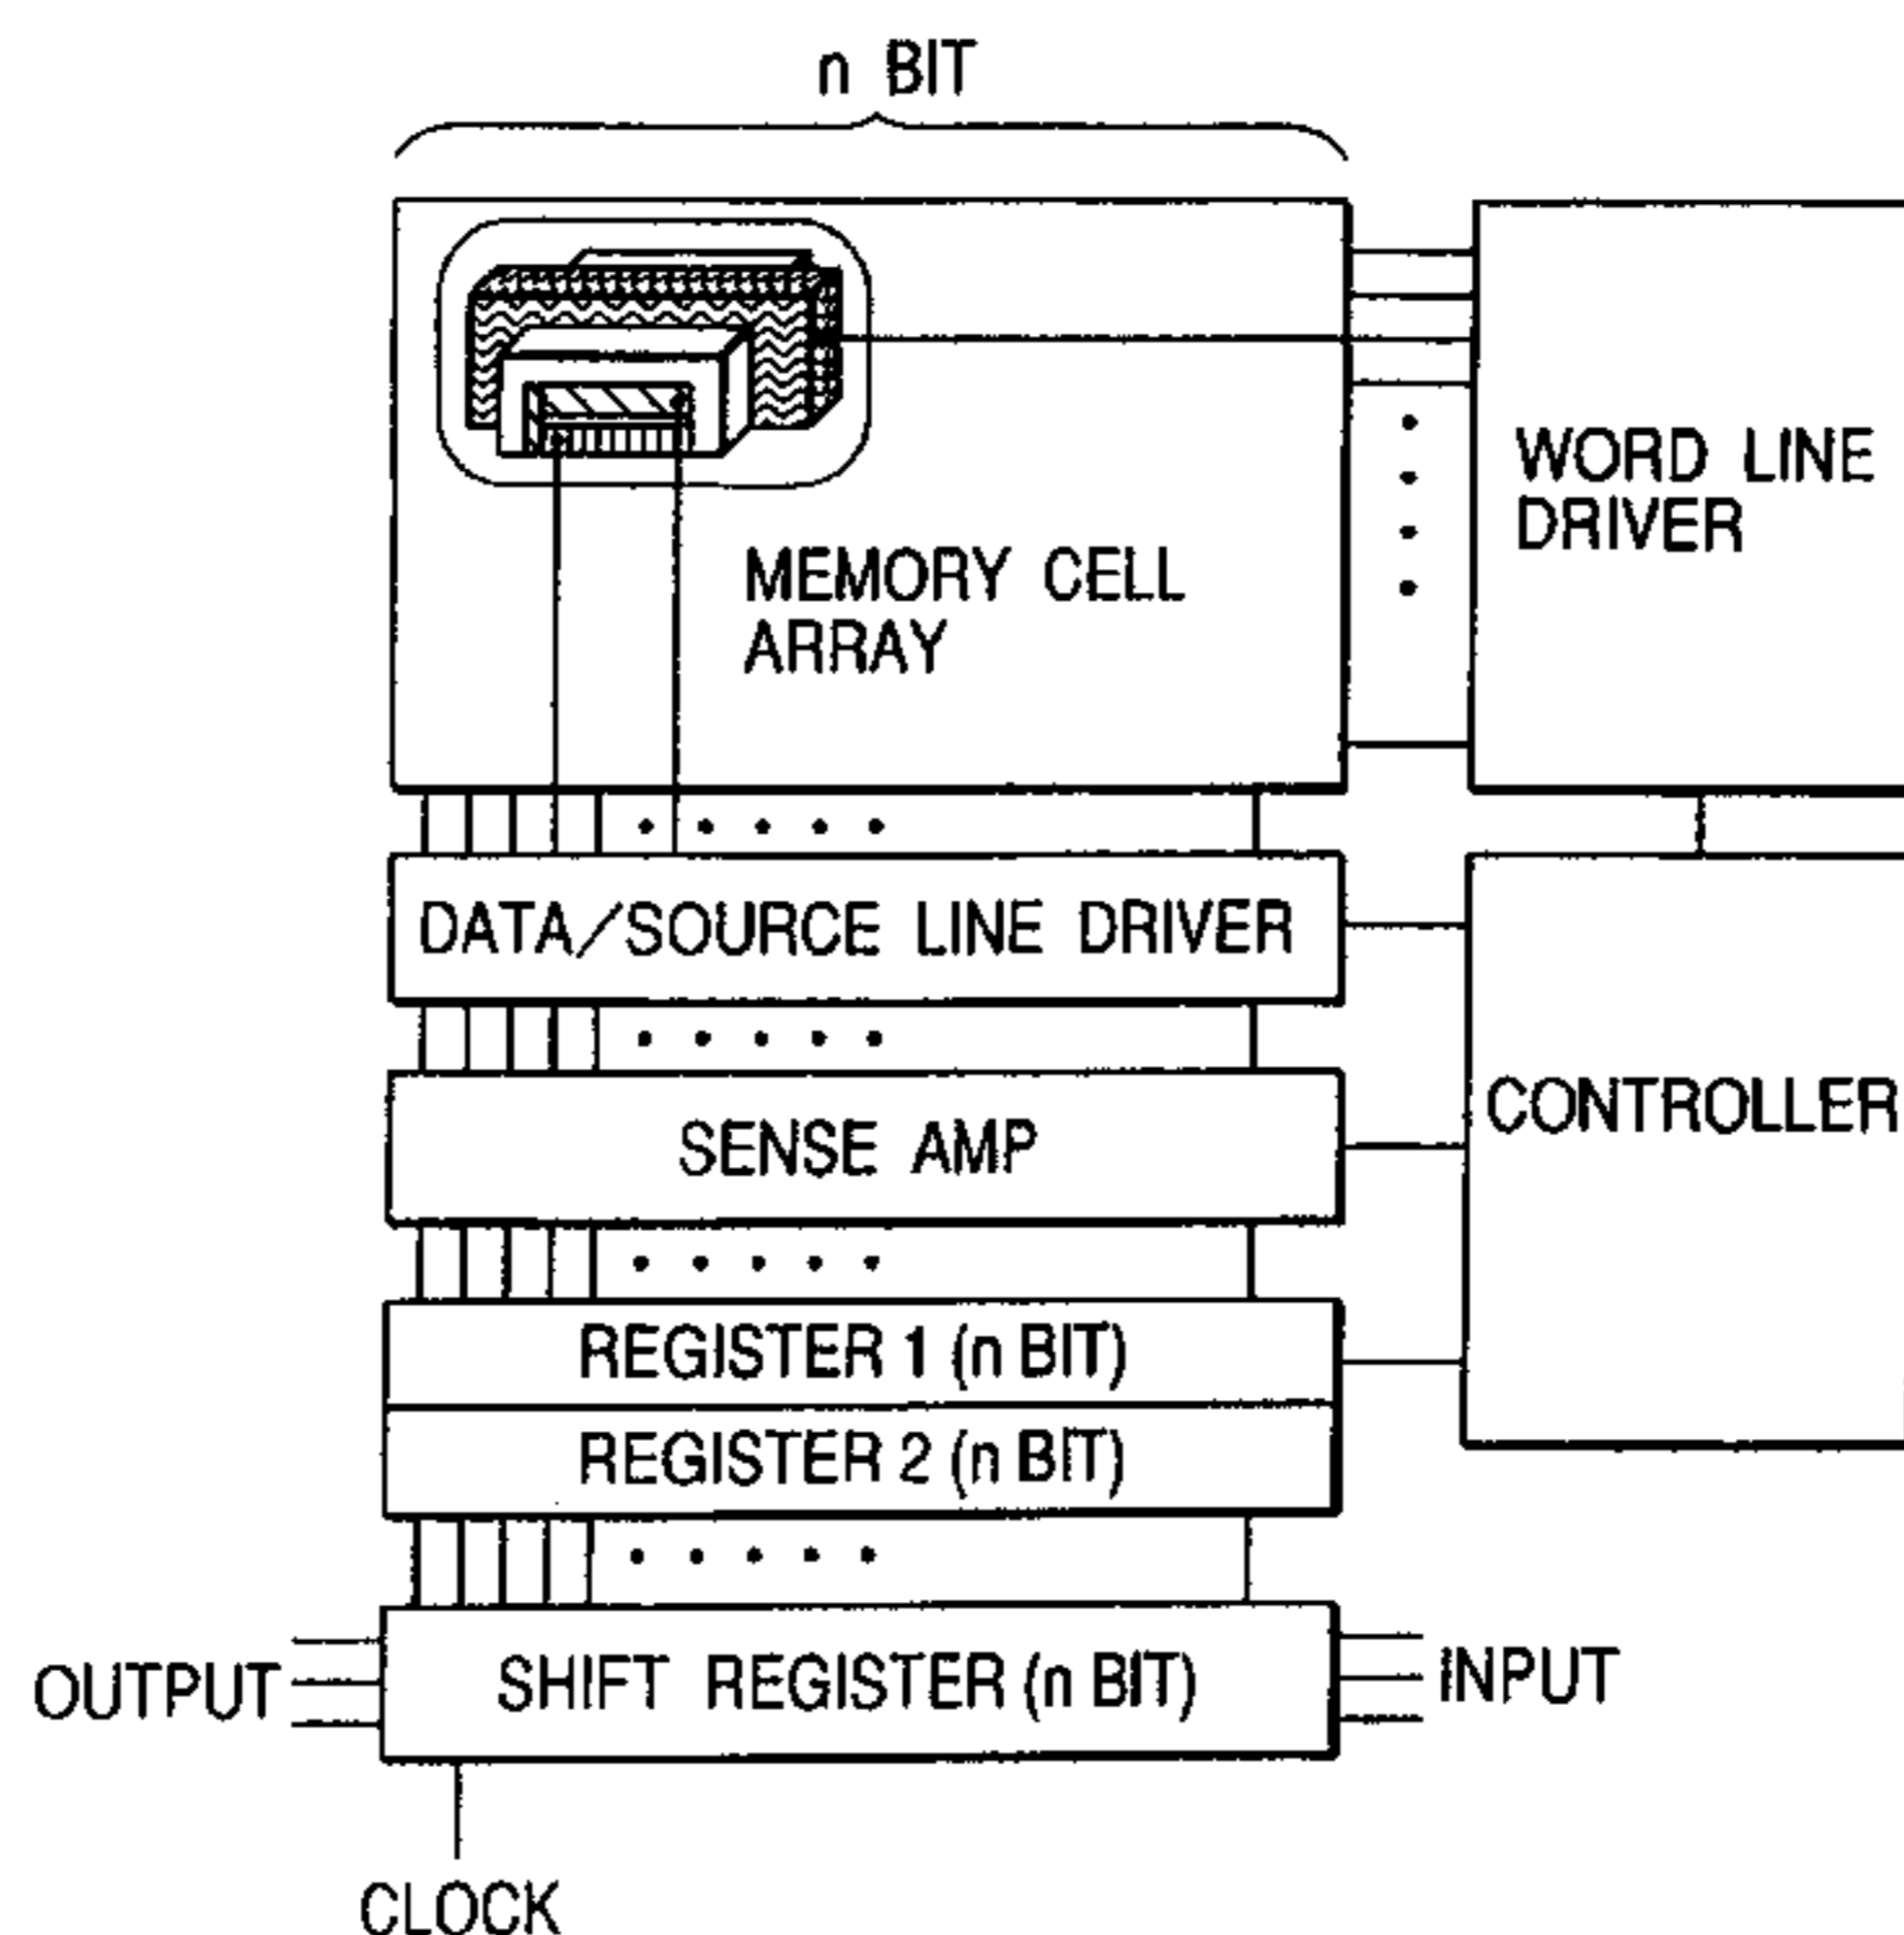 n BIT
WORD LINE
DRIVER
MEMORY CELL
ARRAY
DATA/SOURCE LINE DRIVER
CONTROLLER
SENSE AMP
REGISTER 1 (n BIT)
REGISTER 2 (n BIT)
OUTPUT
SHIFT REGISTER (n BIT)
INPUT
CLOCK